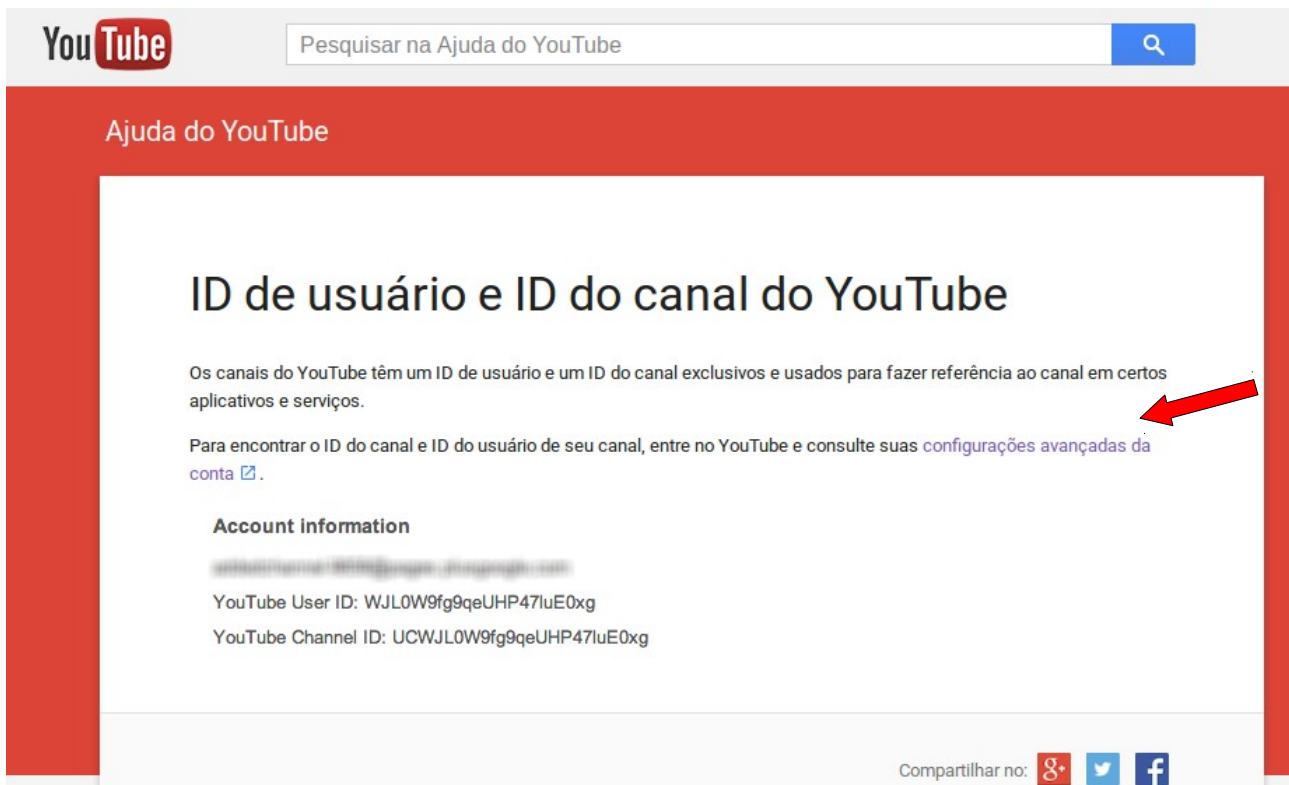 YouTube
Pesquisar na Ajuda do YouTube
Ajuda do YouTube
ID de usuário e ID do canal do YouTube
Os canais do YouTube têm um ID de usuário e um ID do canal exclusivos e usados para fazer referência ao canal em certos
aplicativos e serviços.
Para encontrar o ID do canal e ID do usuário de seu canal, entre no YouTube e consulte suas configurações avançadas da
conta.
Account information
YouTube User ID: WJL0W9fg9qeUHP47luE0xg
YouTube Channel ID: UCWJL0W9fg9qeUHP47luE0xg
Compartilhar no: